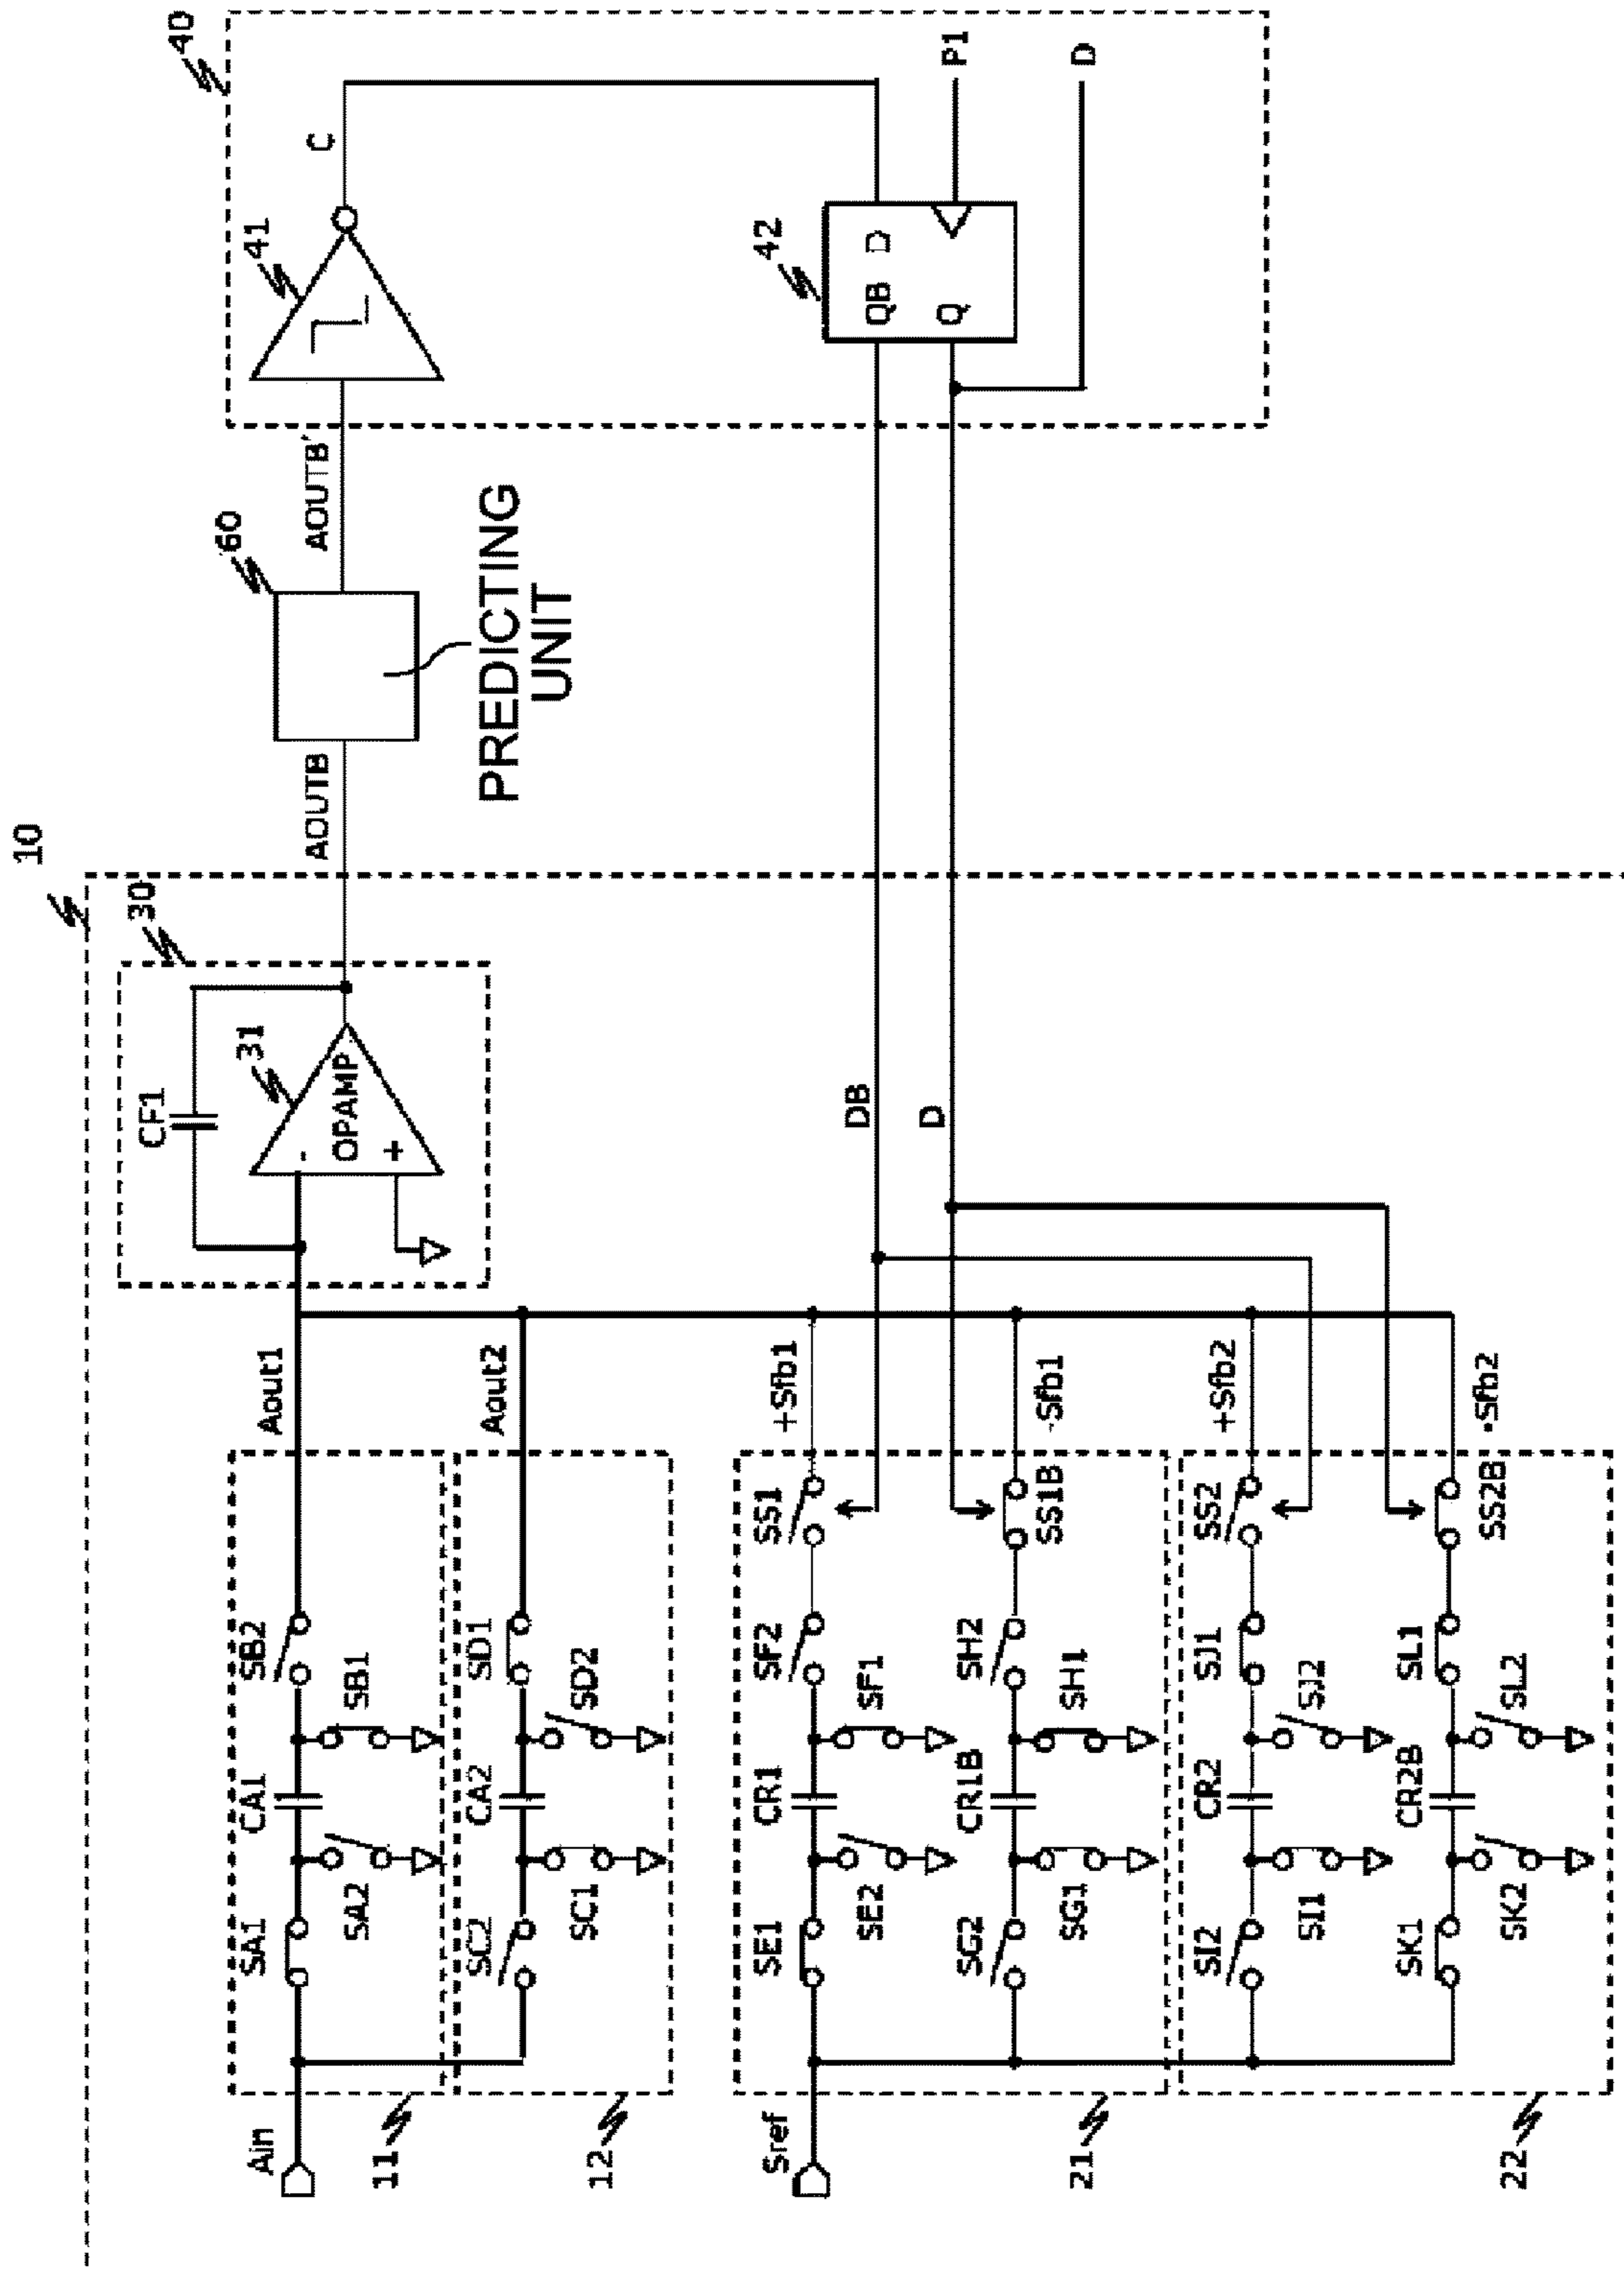 10
40
30
60
41
C
CF1
31
OPAMP
-
+
AOUTB
AOUTB'
PREDICTING
UNIT
42
QB
D
Q
P1
D
DB
D
Ain
SA1
CA1
SB2
Aout1
SA2
SB1
11
SC2
CA2
SD1
Aout2
SC1
SD2
12
Sref
SE1
CR1
SF2
SS1
+Sfb1
SE2
SF1
SG2
CR1B
SH2
SS1B
-Sfb1
SG1
SH1
21
SI2
CR2
SJ1
SS2
+Sfb2
SI1
SJ2
SK1
CR2B
SL1
SS2B
-Sfb2
SK2
SL2
22